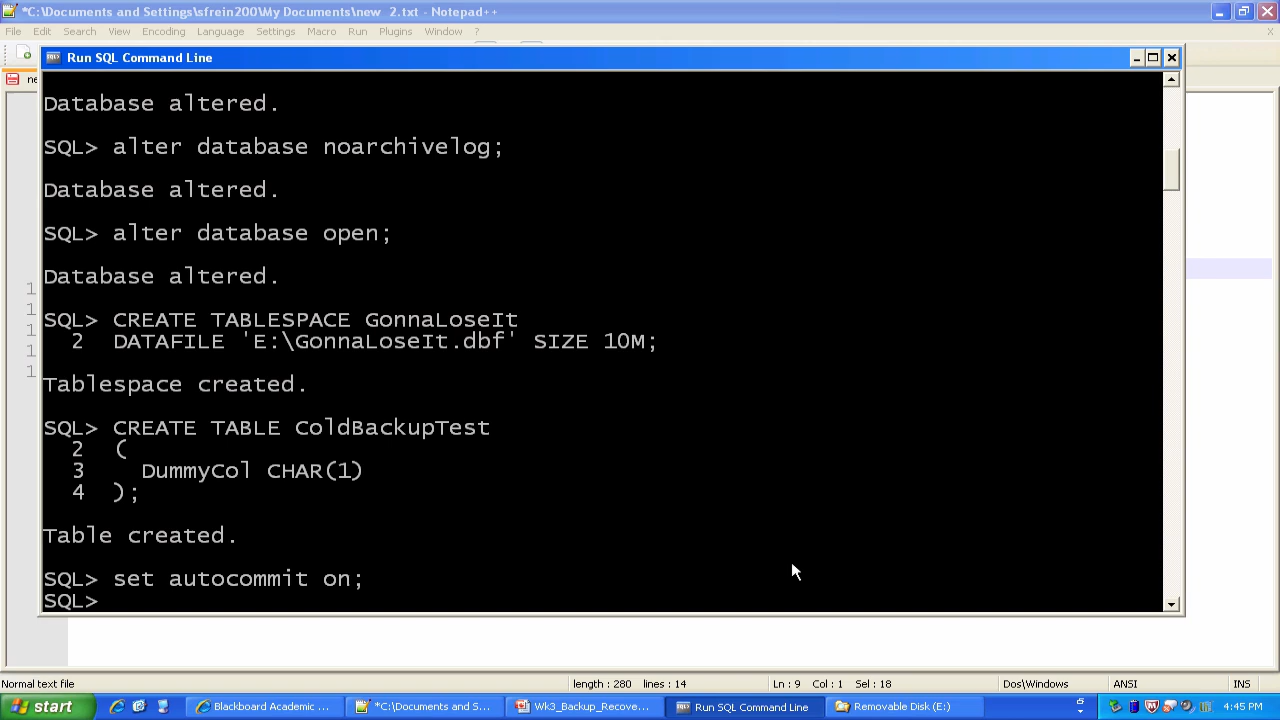 *C:\Documents and Settings\sfrein200\My Documents\new 2.txt - Notepad++
File Edit Search View Encoding Language Settings Macro Run Plugins Window ?
Run SQL Command Line
Database altered.
SQL> alter database noarchivelog;
Database altered.
SQL> alter database open;
Database altered.
SQL> CREATE TABLESPACE GonnaLoseIt
2 DATAFILE 'E:\GonnaLoseIt.dbf' SIZE 10M;
Tablespace created.
SQL> CREATE TABLE ColdBackupTest
2 (
3 DummyCol CHAR(1)
4 );
Table created.
SQL> set autocommit on;
SQL>
Normal text file length : 280 lines : 14 Ln : 9 Col : 1 Sel : 18 Dos\Windows ANSI INS
start Blackboard Academic ... *C:\Documents and S... Wk3_Backup_Recove... Run SQL Command Line Removable Disk (E:) 4:45 PM